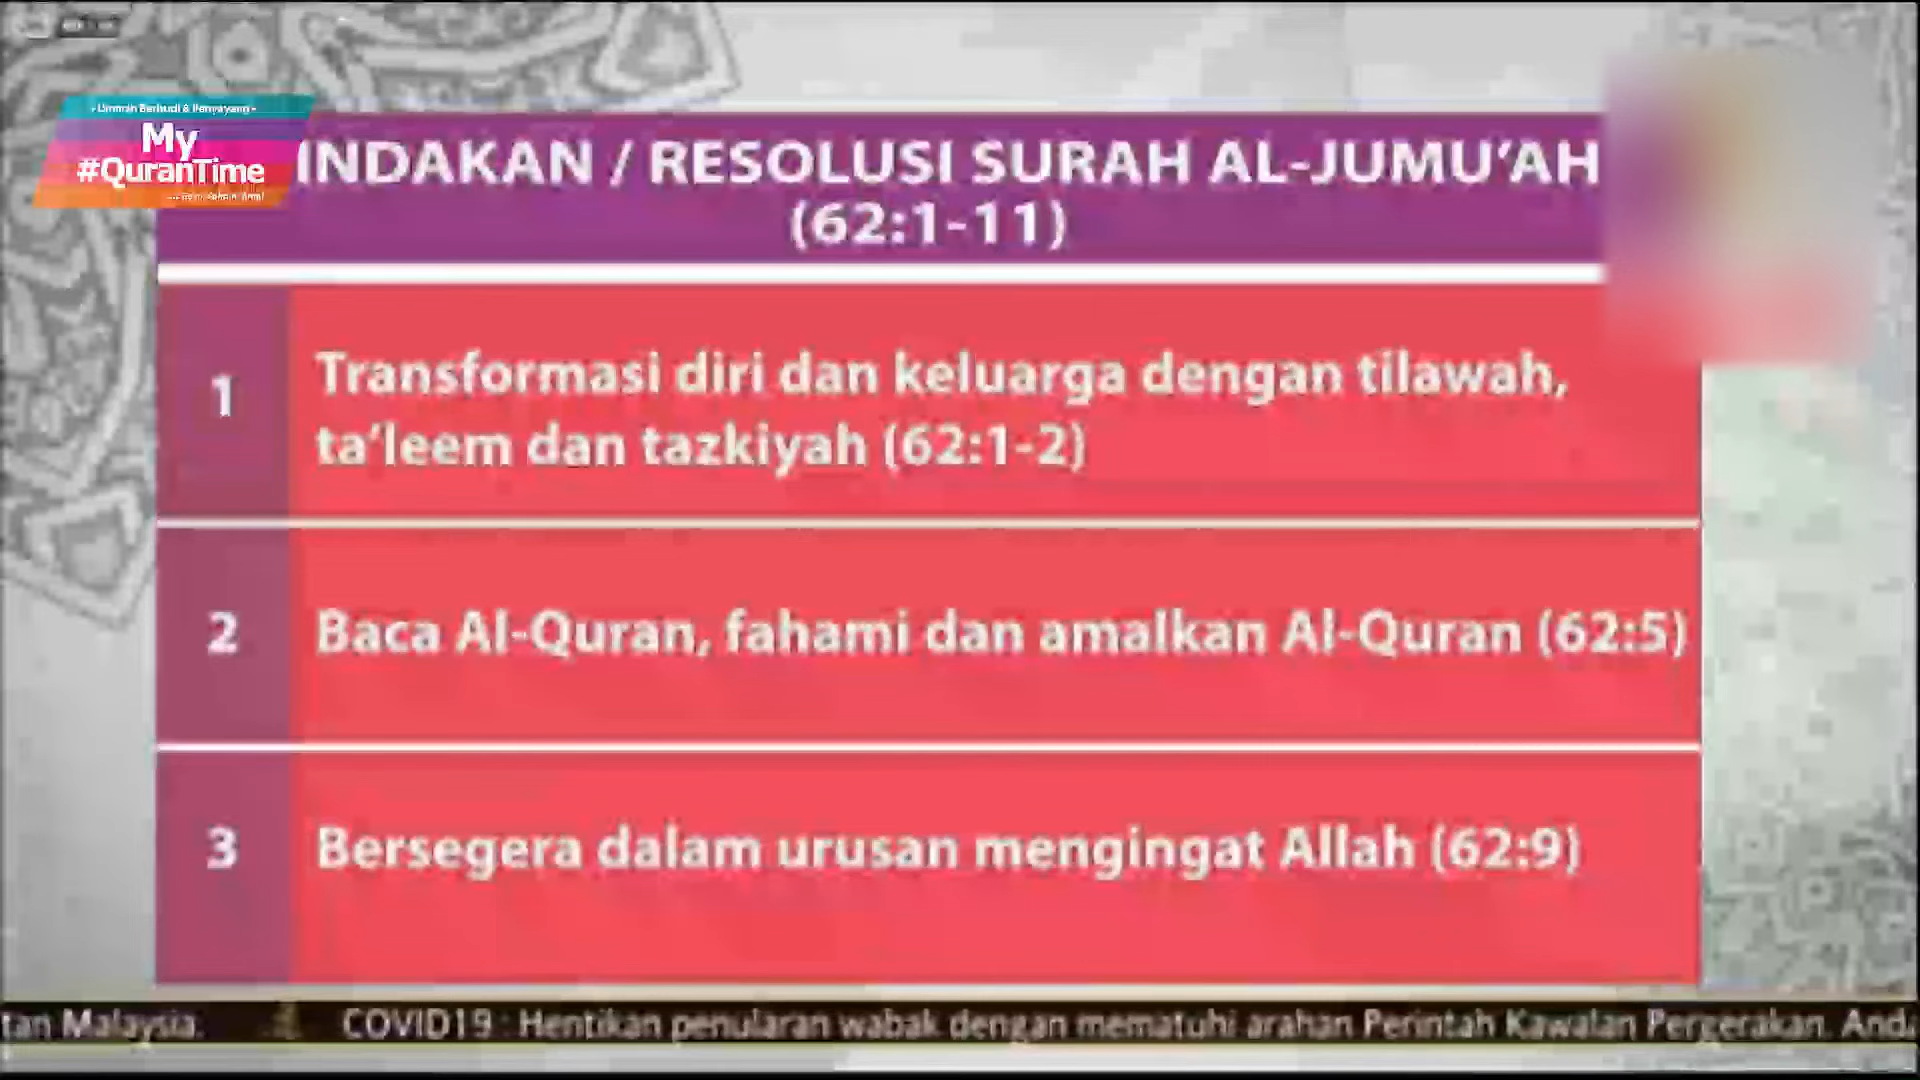 - Ummah Berbudi & Penyayang -
My
#QuranTime
INDAKAN / RESOLUSI SURAH AL-JUMU'AH
(62:1-11)
1
Transformasi diri dan keluarga dengan tilawah,
ta'leem dan tazkiyah (62:1-2)
2
Baca Al-Quran, fahami dan amalkan Al-Quran (62:5)
3
Bersegera dalam urusan mengingat Allah (62:9)
tan Malaysia. COVID19 : Hentikan penularan wabak dengan mematuhi arahan Perintah Kawalan Pergerakan. Anda